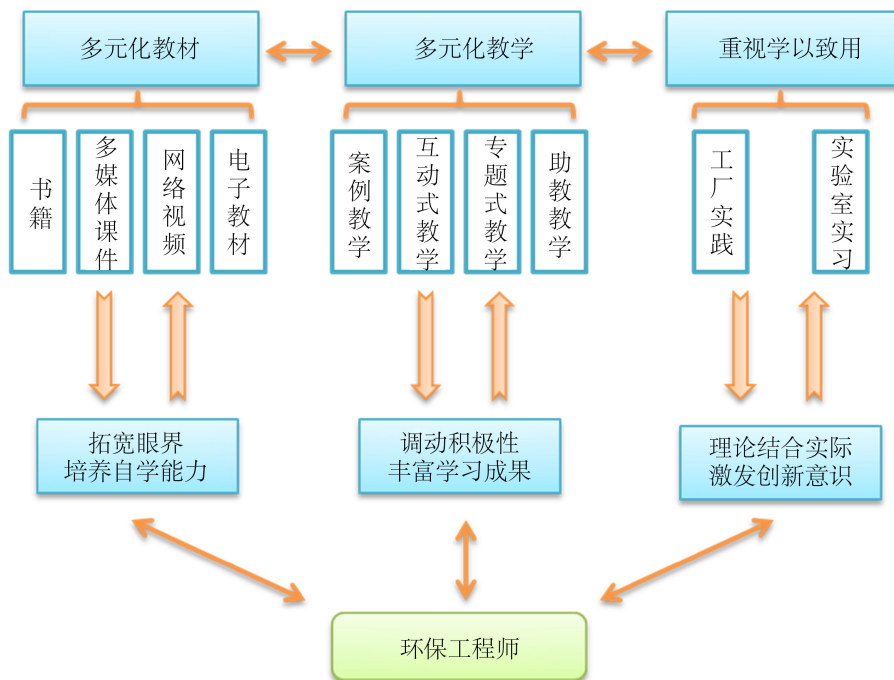 多元化教材
多元化教学
重视学以致用
书籍
多媒体课件
网络视频
电子教材
案例教学
互动式教学
专题式教学
助教教学
工厂实践
实验室实习
拓宽眼界
培养自学能力
调动积极性
丰富学习成果
理论结合实际
激发创新意识
环保工程师